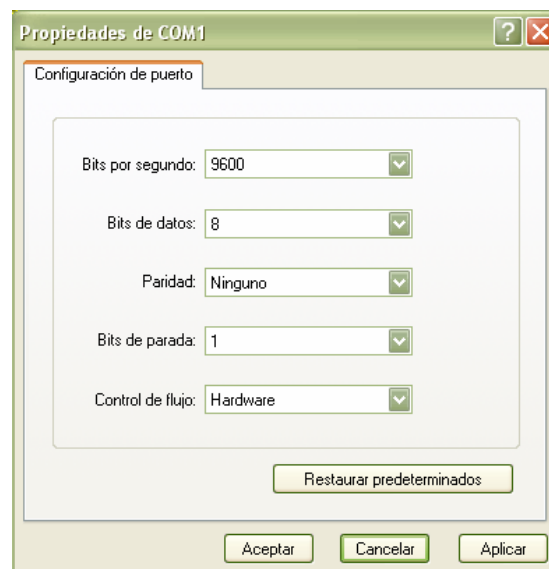 Propiedades de COM1
Configuración de puerto
Bits por segundo: 9600
Bits de datos: 8
Paridad: Ninguno
Bits de parada: 1
Control de flujo: Hardware
Restaurar predeterminados
Aceptar Cancelar Aplicar